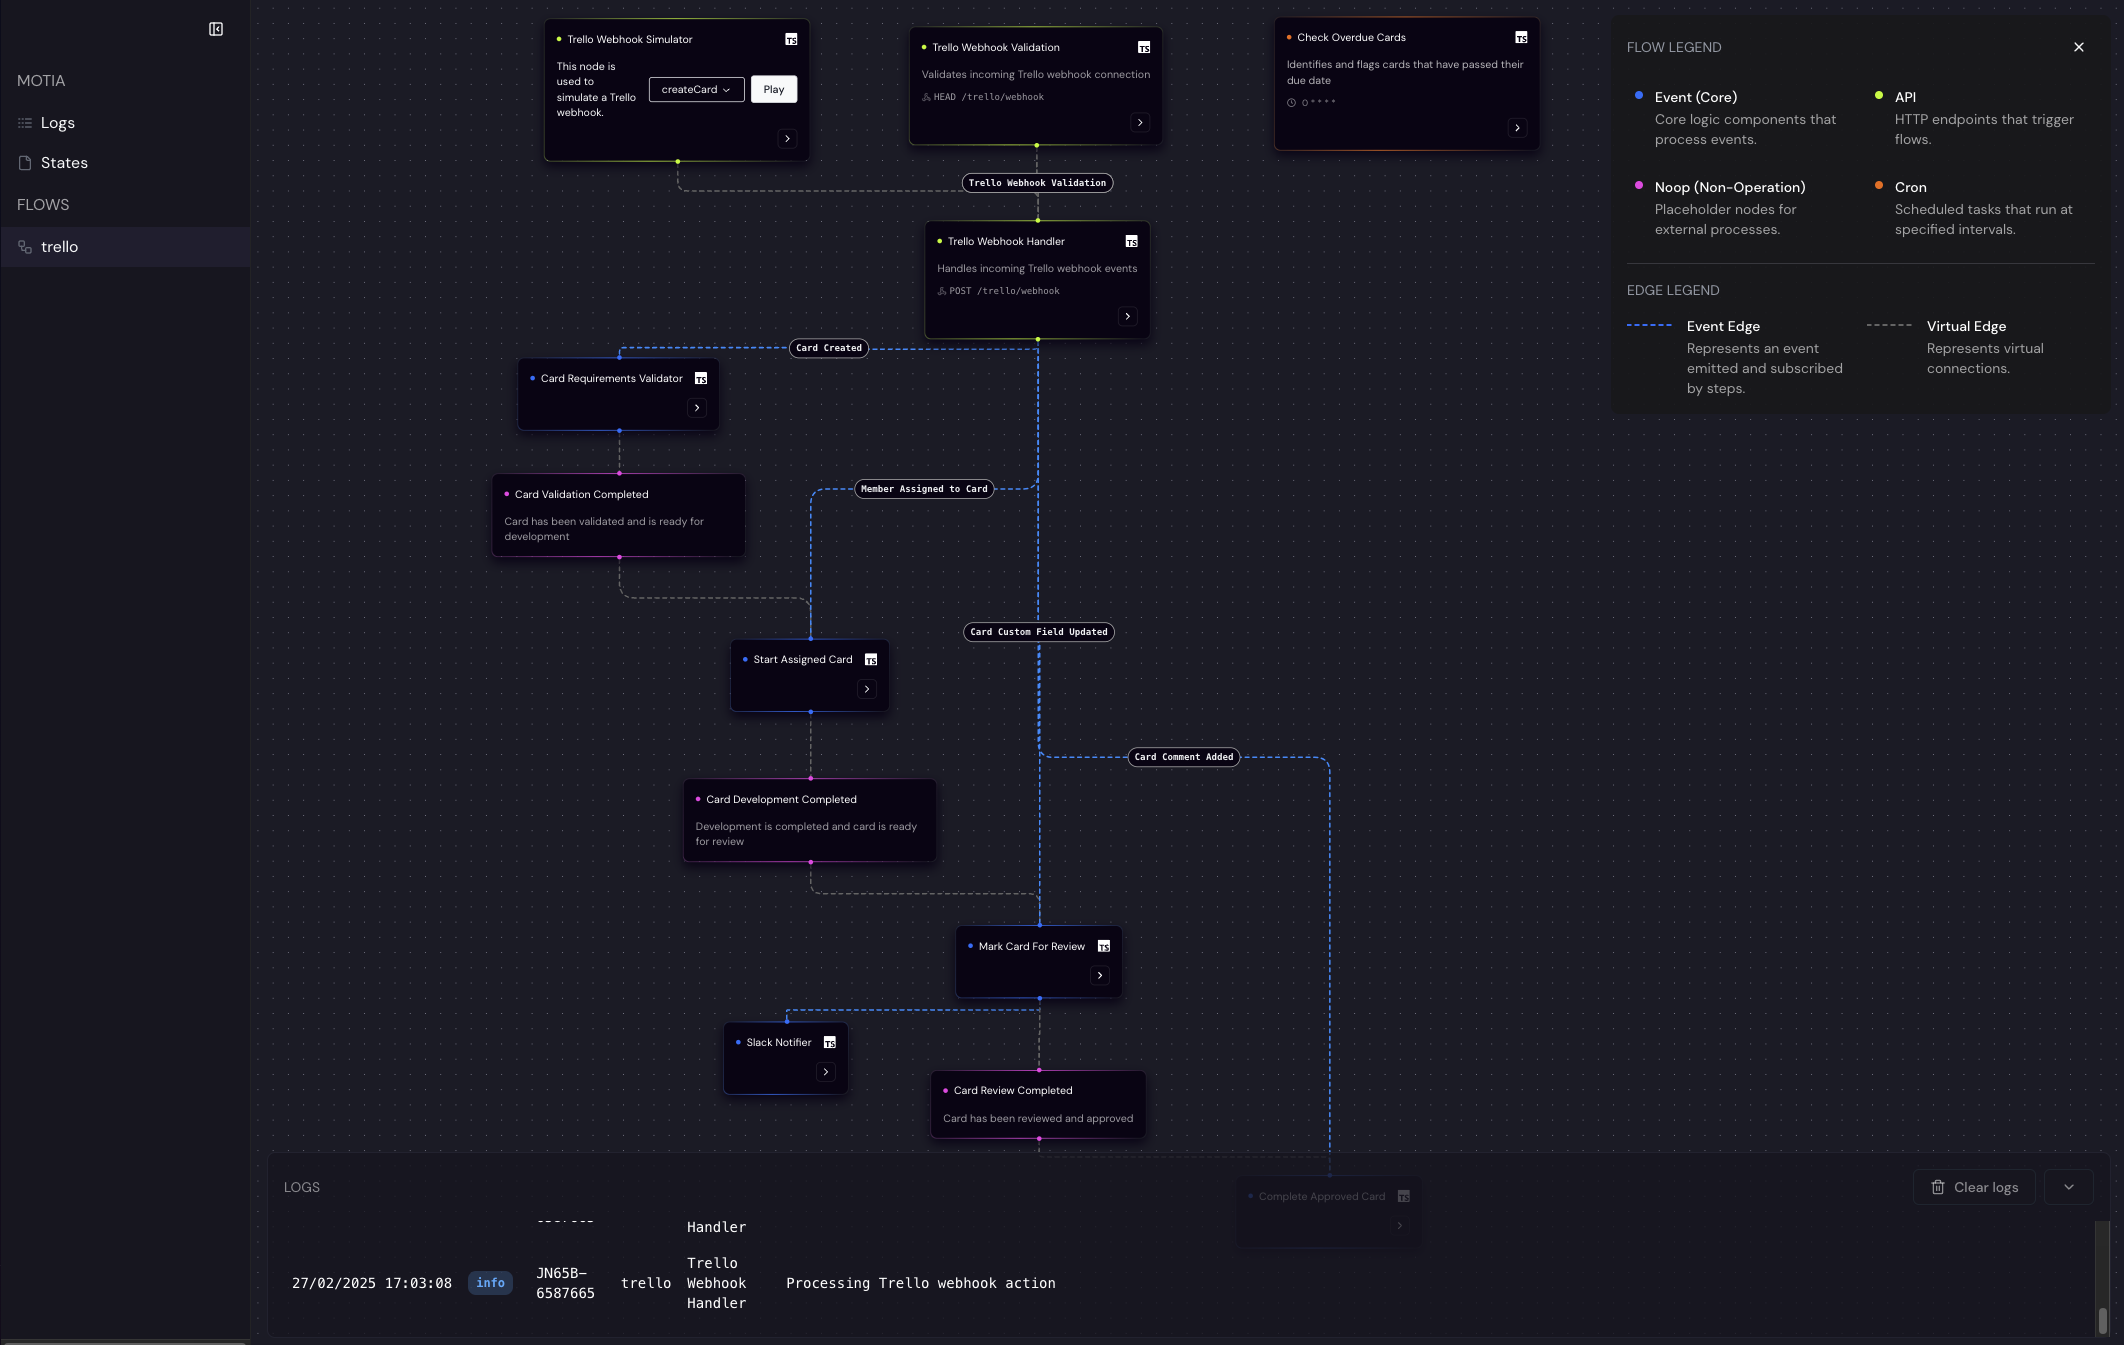 MOTIA
Logs
States
FLOWS
trello
Trello Webhook Simulator
TS
This node is
used to
simulate a Trello
webhook.
createCard
Play
Trello Webhook Validation
TS
Validates incoming Trello webhook connection
HEAD /trello/webhook
Check Overdue Cards
TS
Identifies and flags cards that have passed their
due date
0 * * * *
Trello Webhook Validation
Trello Webhook Handler
TS
Handles incoming Trello webhook events
POST /trello/webhook
Card Created
Card Requirements Validator
TS
Card Validation Completed
Card has been validated and is ready for
development
Member Assigned to Card
Card Custom Field Updated
Start Assigned Card
TS
Card Comment Added
Card Development Completed
Development is completed and card is ready
for review
Mark Card For Review
TS
Slack Notifier
TS
Card Review Completed
Card has been reviewed and approved
Complete Approved Card
TS
FLOW LEGEND
Event (Core)
Core logic components that
process events.
API
HTTP endpoints that trigger
flows.
Noop (Non-Operation)
Placeholder nodes for
external processes.
Cron
Scheduled tasks that run at
specified intervals.
EDGE LEGEND
Event Edge
Represents an event
emitted and subscribed
by steps.
Virtual Edge
Represents virtual
connections.
LOGS
Clear logs
Handler
27/02/2025 17:03:08
info
JN65B-
6587665
trello
Trello
Webhook
Handler
Processing Trello webhook action